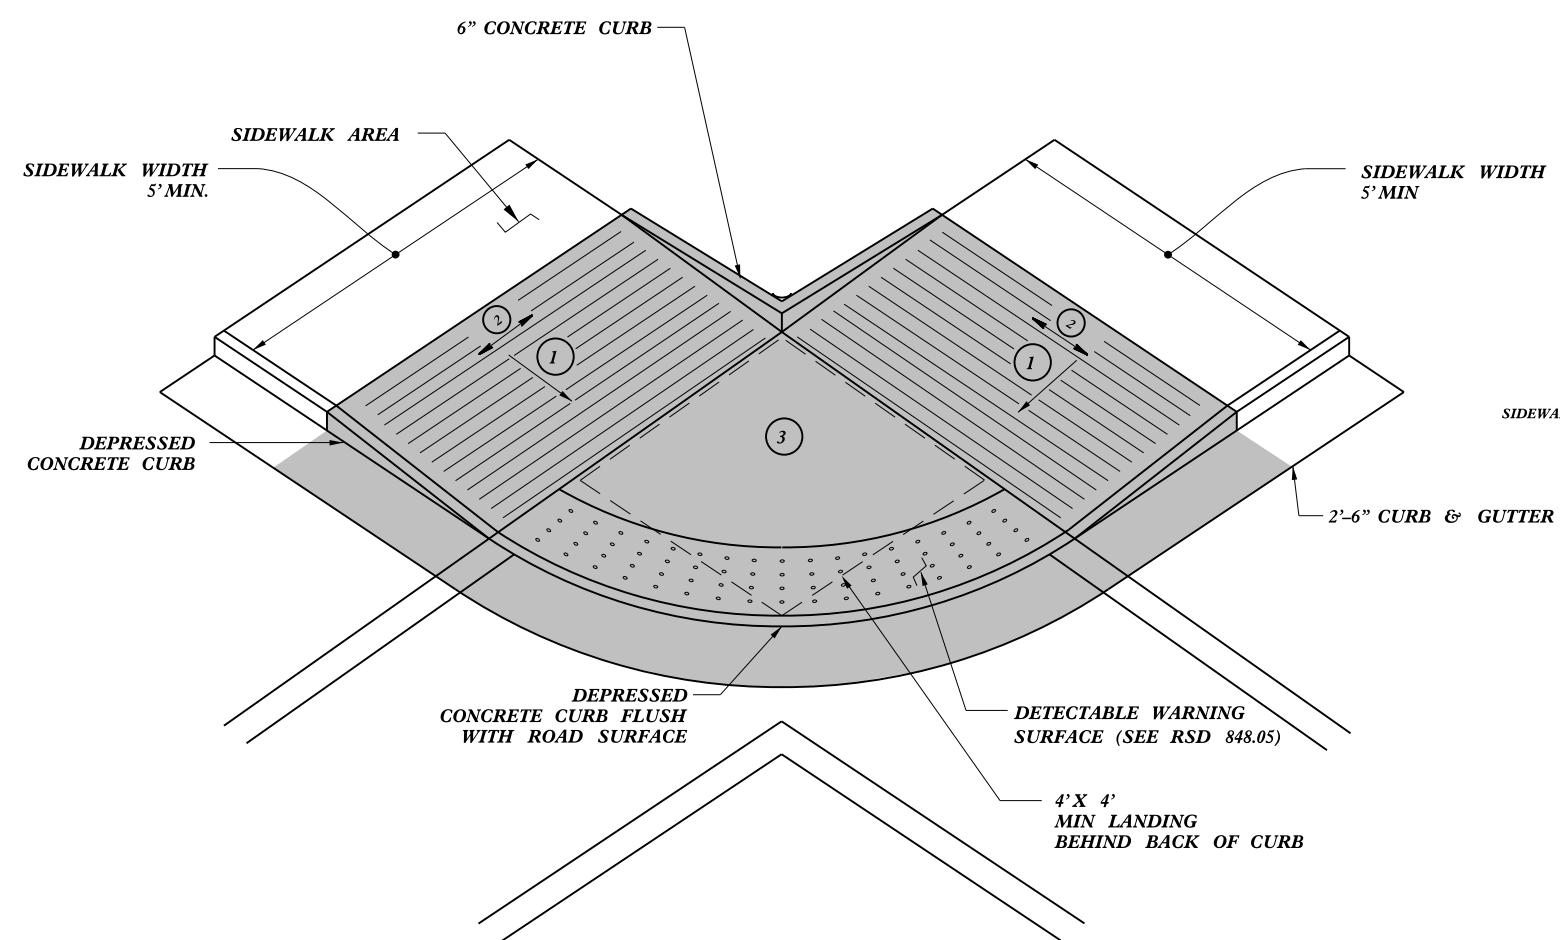 6” CONCRETE CURB
SIDEWALK AREA
SIDEWALK WIDTH
5’ MIN.
SIDEWALK WIDTH
5’ MIN
2
1
2
1
3
SIDEWA
DEPRESSED
CONCRETE CURB
2’–6” CURB & GUTTER
DEPRESSED
CONCRETE CURB FLUSH
WITH ROAD SURFACE
DETECTABLE WARNING
SURFACE (SEE RSD 848.05)
4’ X 4’
MIN LANDING
BEHIND BACK OF CURB